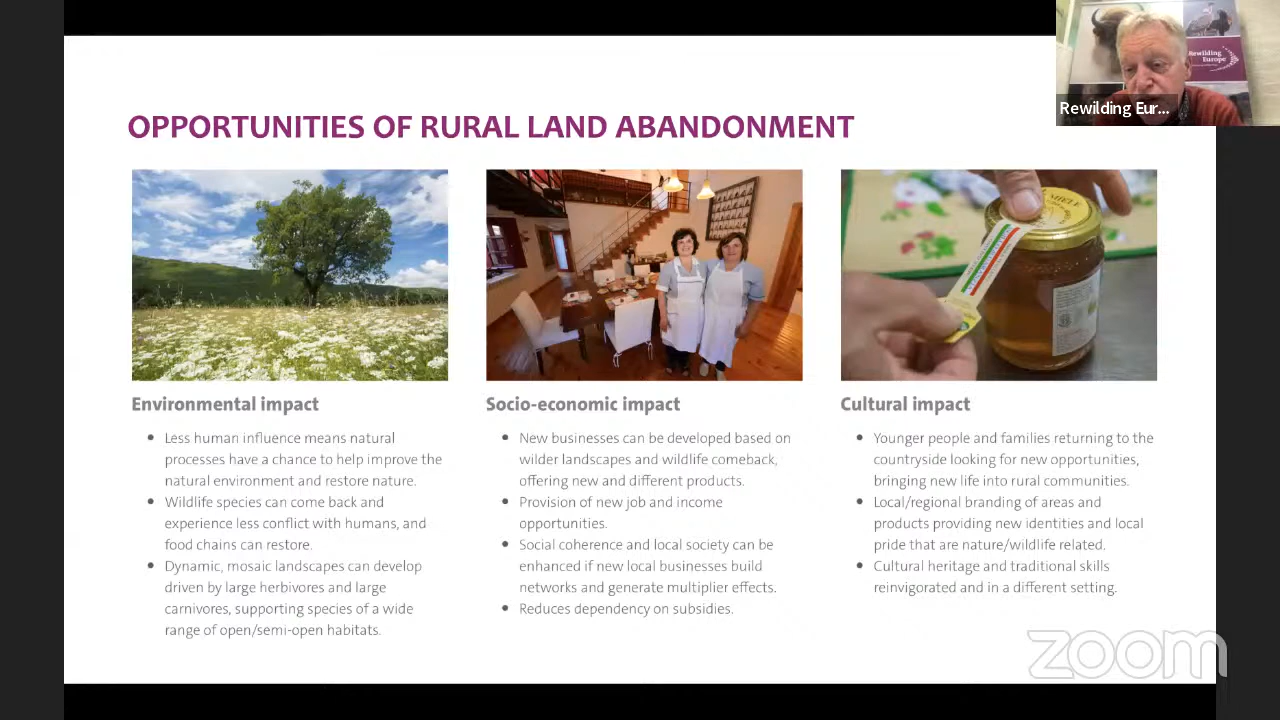 Rewilding
Europe
Rewilding Eur...
OPPORTUNITIES OF RURAL LAND ABANDONMENT
MIELE
Environmental impact
• Less human influence means natural
processes have a chance to help improve the
natural environment and restore nature.
• Wildlife species can come back and
experience less conflict with humans, and
food chains can restore.
• Dynamic, mosaic landscapes can develop
driven by large herbivores and large
carnivores, supporting species of a wide
range of open/semi-open habitats.
Socio-economic impact
• New businesses can be developed based on
wilder landscapes and wildlife comeback,
offering new and different products.
• Provision of new job and income
opportunities.
• Social coherence and local society can be
enhanced if new local businesses build
networks and generate multiplier effects.
• Reduces dependency on subsidies.
Cultural impact
• Younger people and families returning to the
countryside looking for new opportunities,
bringing new life into rural communities.
• Local/regional branding of areas and
products providing new identities and local
pride that are nature/wildlife related.
• Cultural heritage and traditional skills
reinvigorated and in a different setting.
zoom